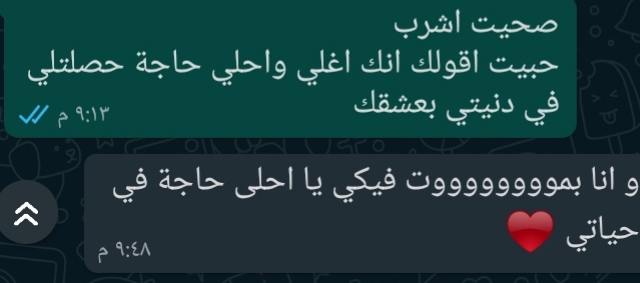 صحيت اشرب
حبيت اقولك انك اغلي واحلي حاجة حصلتلي
في دنيتي بعشقك
٩:١٣ م
و انا بموووووووووت فيكي يا احلى حاجة في
حياتي ❤
٩:٤٨ م